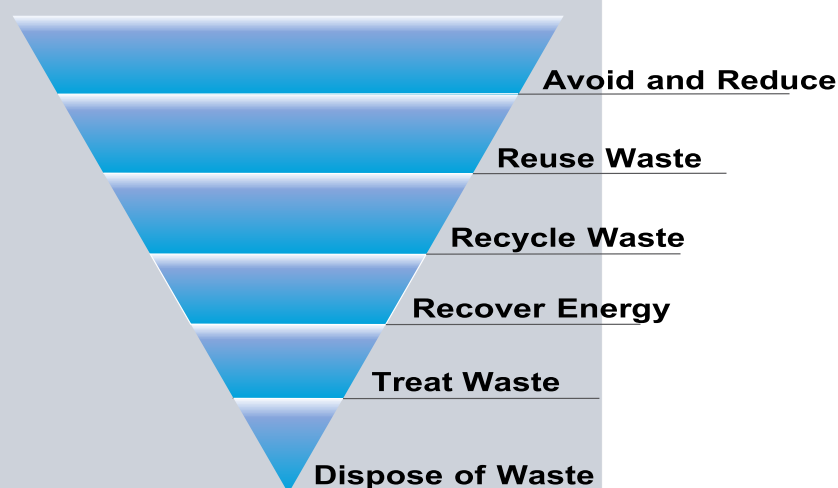 Avoid and Reduce
Reuse Waste
Recycle Waste
Recover Energy
Treat Waste
Dispose of Waste